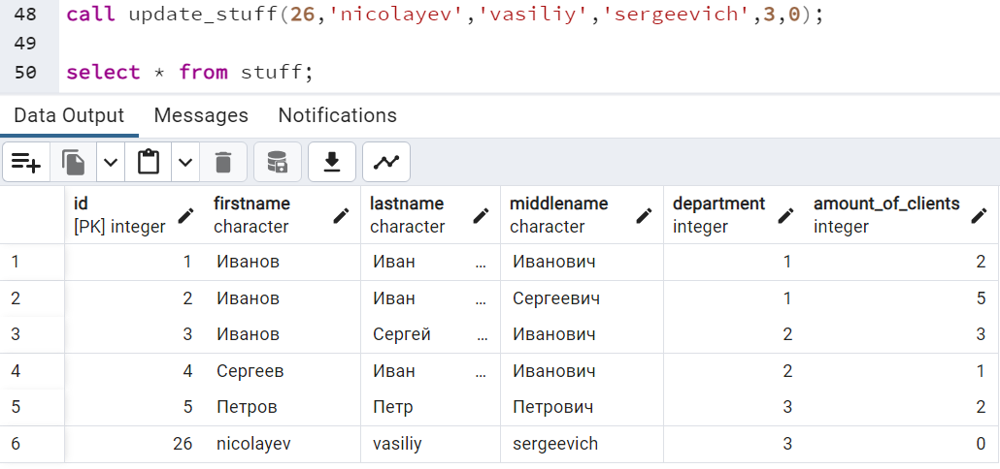 48 call update_stuff(26,'nicolayev','vasiliy','sergeevich',3,0);
49
50 select * from stuff;
Data Output Messages Notifications
id firstname lastname middlename department amount_of_clients
[PK] integer character character character integer integer
1 1 Иванов Иван ... Иванович 1 2
2 2 Иванов Иван ... Сергеевич 1 5
3 3 Иванов Сергей ... Иванович 2 3
4 4 Сергеев Иван ... Иванович 2 1
5 5 Петров Петр Петрович 3 2
6 26 nicolayev vasiliy sergeevich 3 0